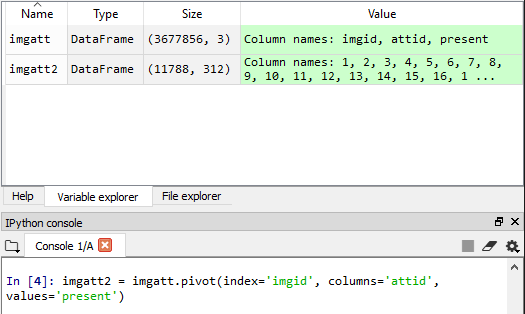 Name Type Size Value
imgatt DataFrame (3677856, 3) Column names: imgid, attid, present
imgatt2 DataFrame (11788, 312) Column names: 1, 2, 3, 4, 5, 6, 7, 8,
9, 10, 11, 12, 13, 14, 15, 16, 1 ...
Help Variable explorer File explorer
IPython console
Console 1/A
In [4]: imgatt2 = imgatt.pivot(index='imgid', columns='attid',
values='present')